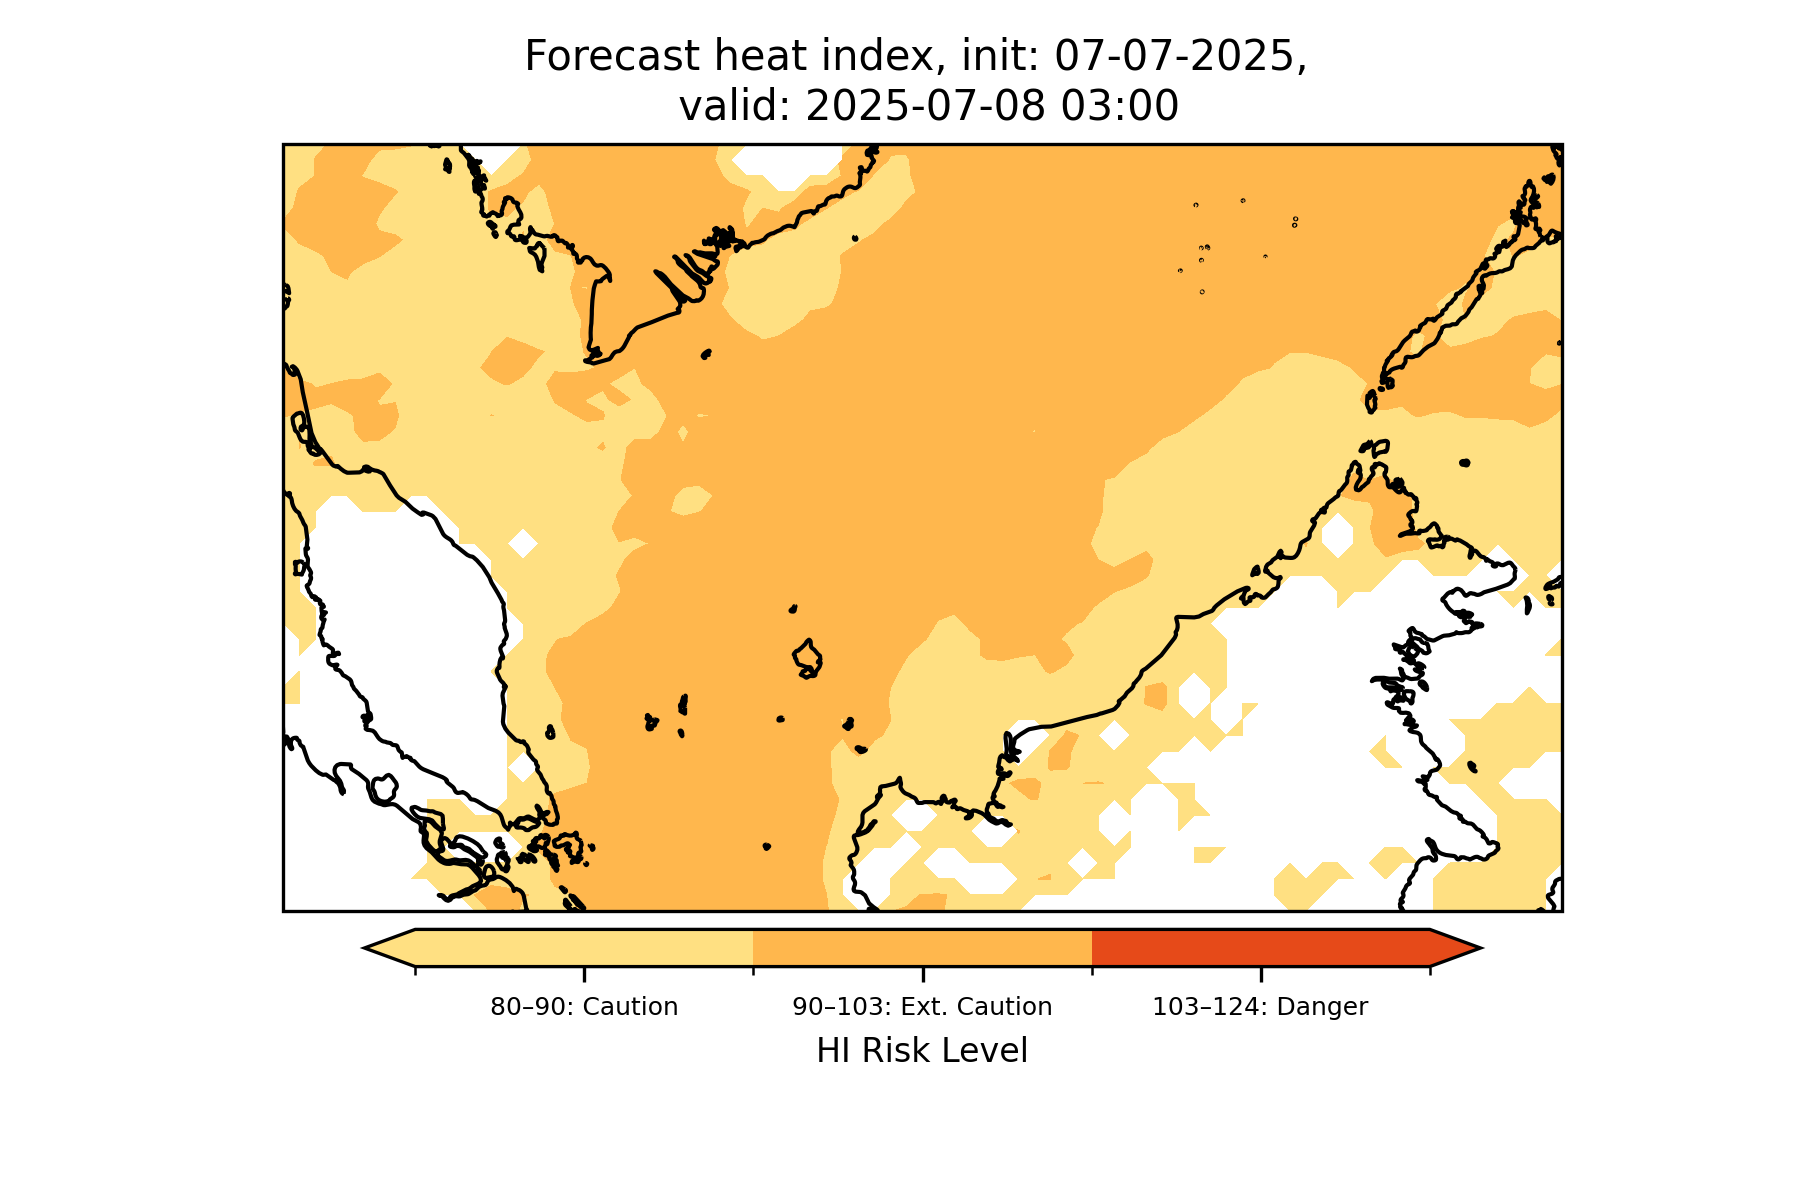 Forecast heat index, init: 07-07-2025,
valid: 2025-07-08 03:00
80–90: Caution
90–103: Ext. Caution
103–124: Danger
HI Risk Level